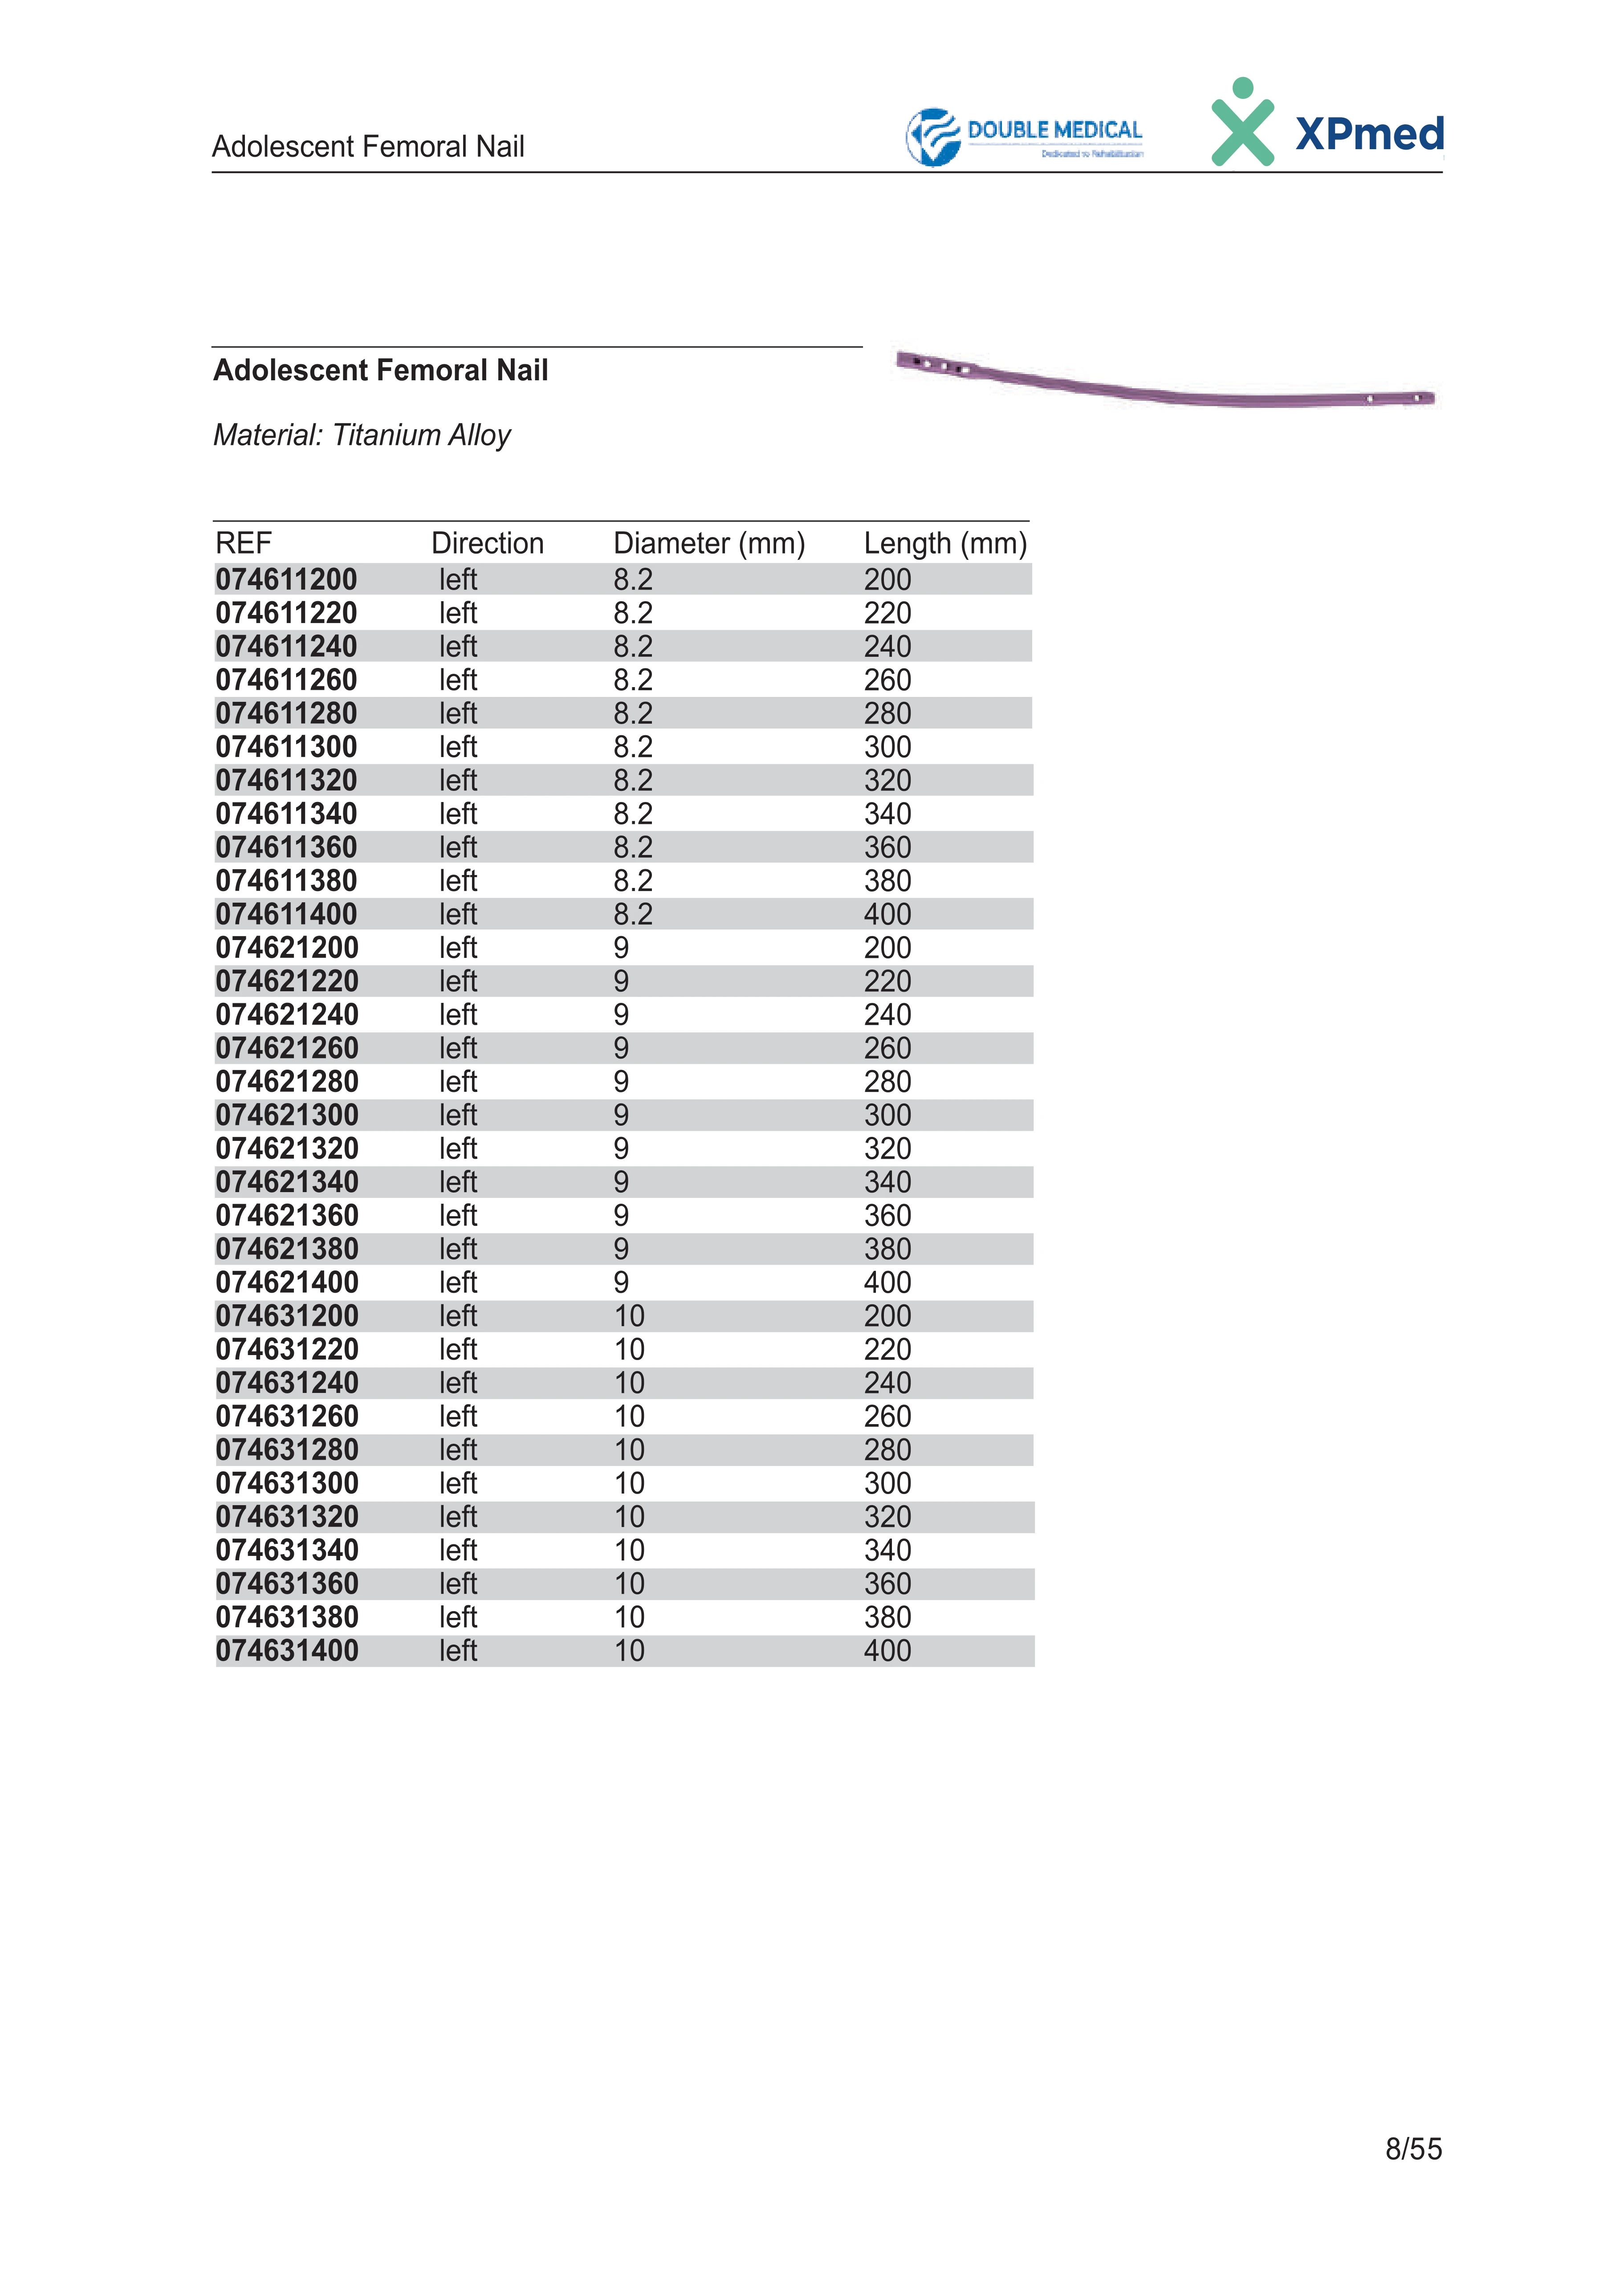 Adolescent Femoral Nail
DOUBLE MEDICAL
Dedicated to Rehabilitation
XPmed
Adolescent Femoral Nail
Material: Titanium Alloy
REF Direction Diameter (mm) Length (mm)
074611200 left 8.2 200
074611220 left 8.2 220
074611240 left 8.2 240
074611260 left 8.2 260
074611280 left 8.2 280
074611300 left 8.2 300
074611320 left 8.2 320
074611340 left 8.2 340
074611360 left 8.2 360
074611380 left 8.2 380
074611400 left 8.2 400
074621200 left 9 200
074621220 left 9 220
074621240 left 9 240
074621260 left 9 260
074621280 left 9 280
074621300 left 9 300
074621320 left 9 320
074621340 left 9 340
074621360 left 9 360
074621380 left 9 380
074621400 left 9 400
074631200 left 10 200
074631220 left 10 220
074631240 left 10 240
074631260 left 10 260
074631280 left 10 280
074631300 left 10 300
074631320 left 10 320
074631340 left 10 340
074631360 left 10 360
074631380 left 10 380
074631400 left 10 400
8/55